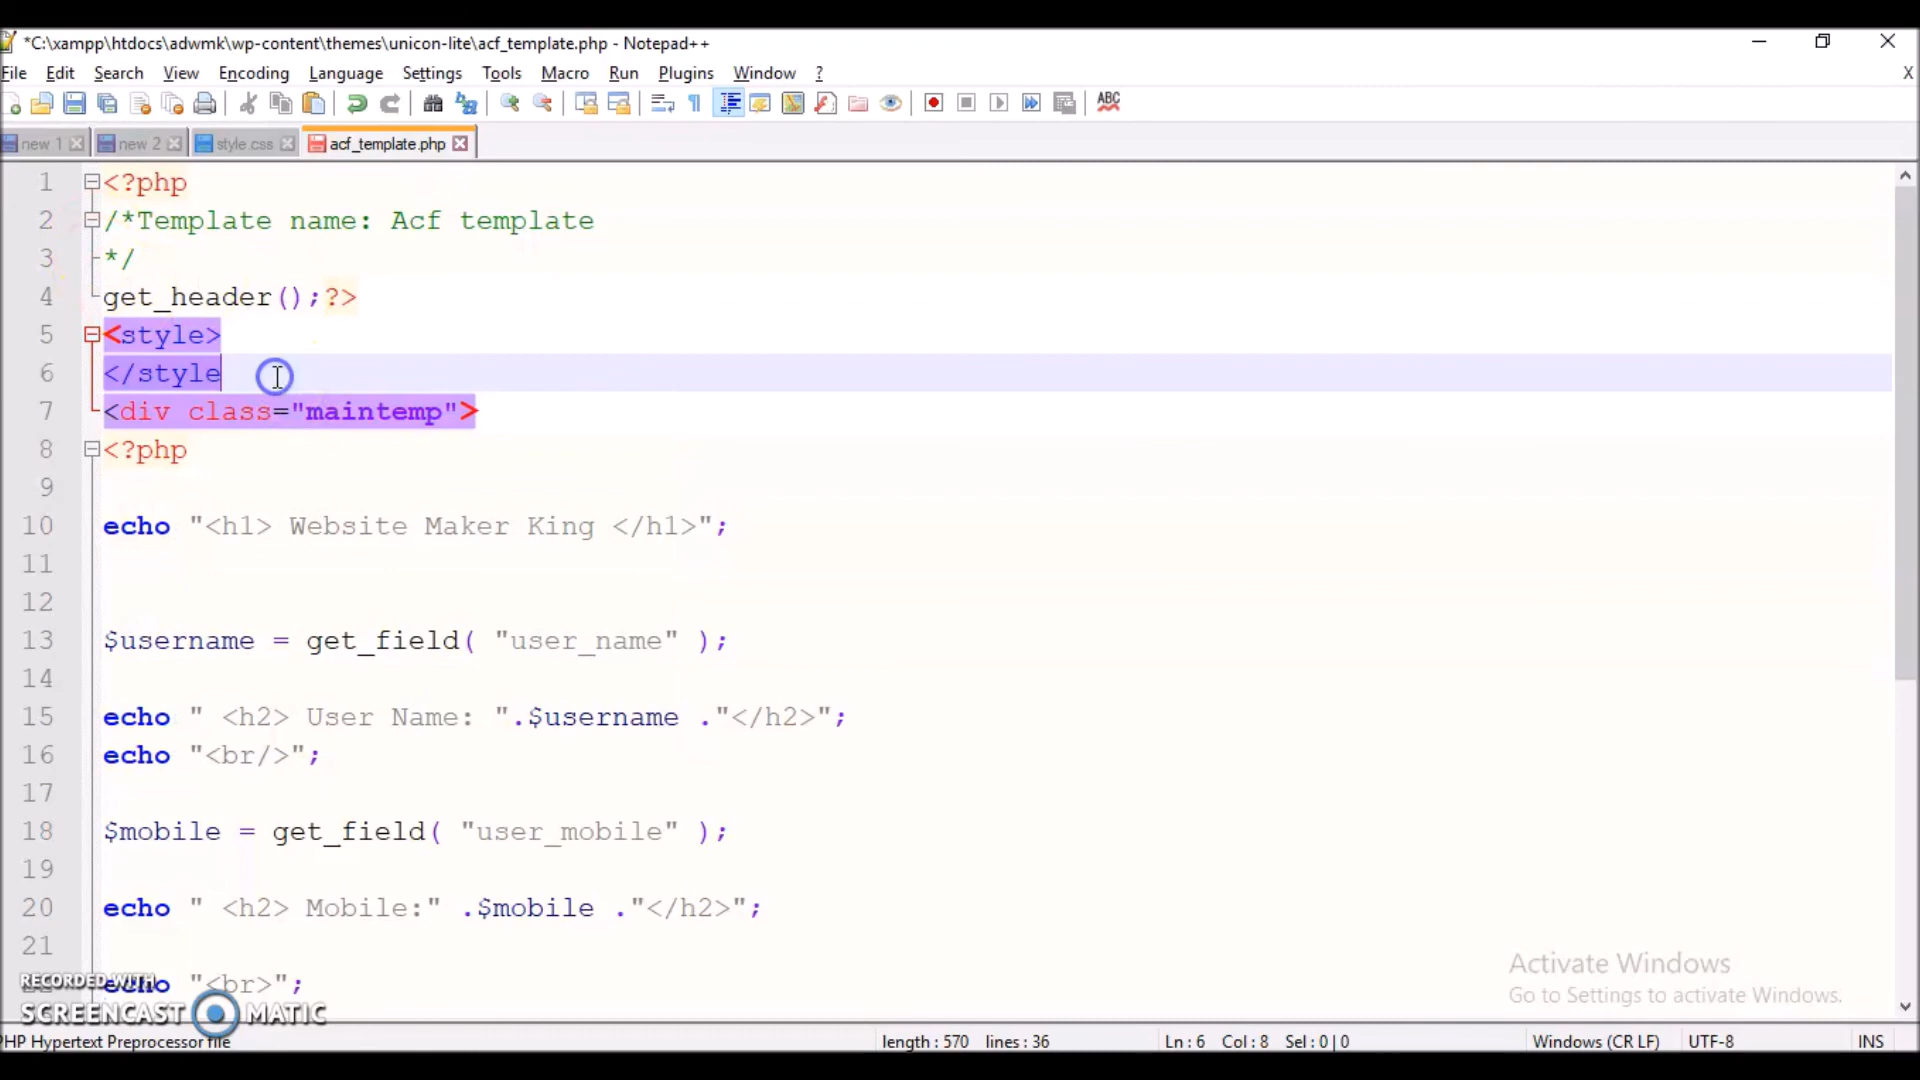 *C:\xampp\htdocs\adwmk\wp-content\themes\unicon-lite\acf_template.php - Notepad++
File Edit Search View Encoding Language Settings Tools Macro Run Plugins Window ? X
ABC
new 1 new 2 style.css acf_template.php
1 <?php
2 /*Template name: Acf template
3 */
4 get_header();?>
5 <style>
6 </style
7 <div class="maintemp">
8 <?php
9
10 echo "<h1> Website Maker King </h1>";
11
12
13 $username = get_field( "user_name" );
14
15 echo " <h2> User Name: ".$username ."</h2>";
16 echo "<br/>";
17
18 $mobile = get_field( "user_mobile" );
19
20 echo " <h2> Mobile:" .$mobile ."</h2>";
21
echo "<br>";
RECORDED WITH
SCREENCAST MATIC
Activate Windows
Go to Settings to activate Windows.
PHP Hypertext Preprocessor file length : 570 lines : 36 Ln : 6 Col : 8 Sel : 0 | 0 Windows (CR LF) UTF-8 INS